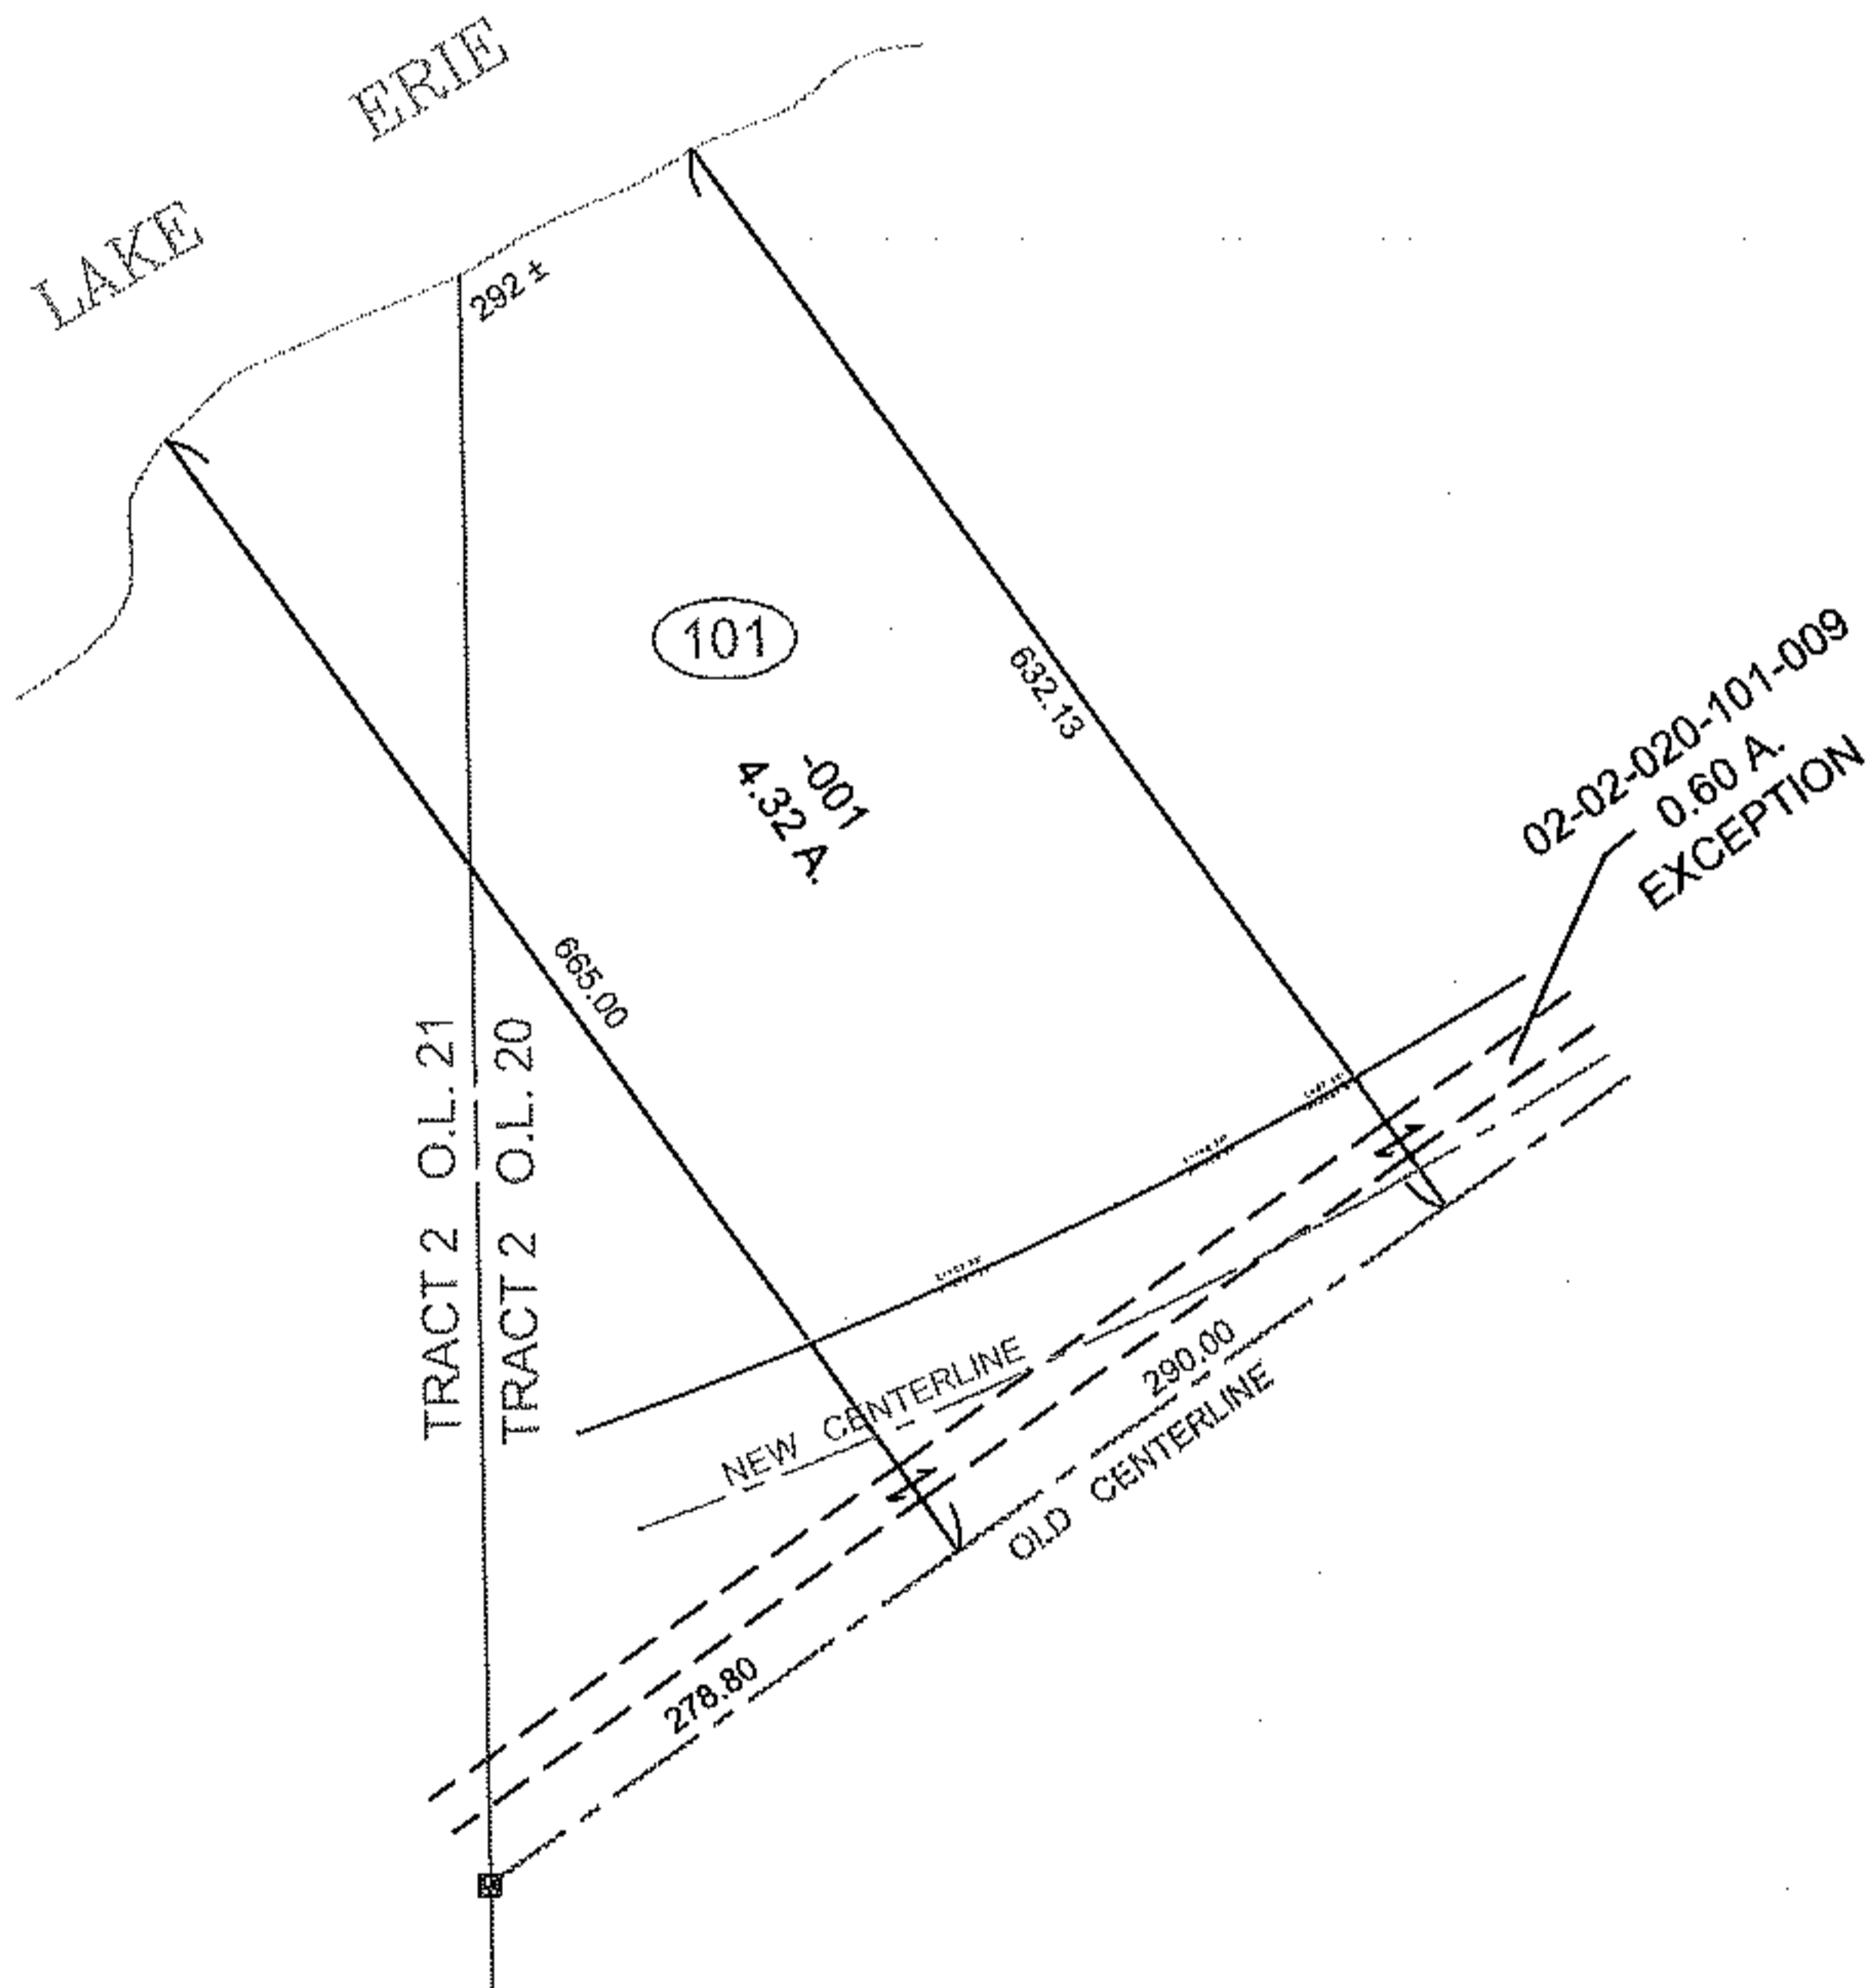 LAKE ERIE
292 ±
101
632.13
-001
4.32 A.
02-02-020-101-009
0.60 A.
EXCEPTION
665.00
TRACT 2 O.L. 21
TRACT 2 O.L. 20
NEW CENTERLINE
290.00
OLD CENTERLINE
278.80